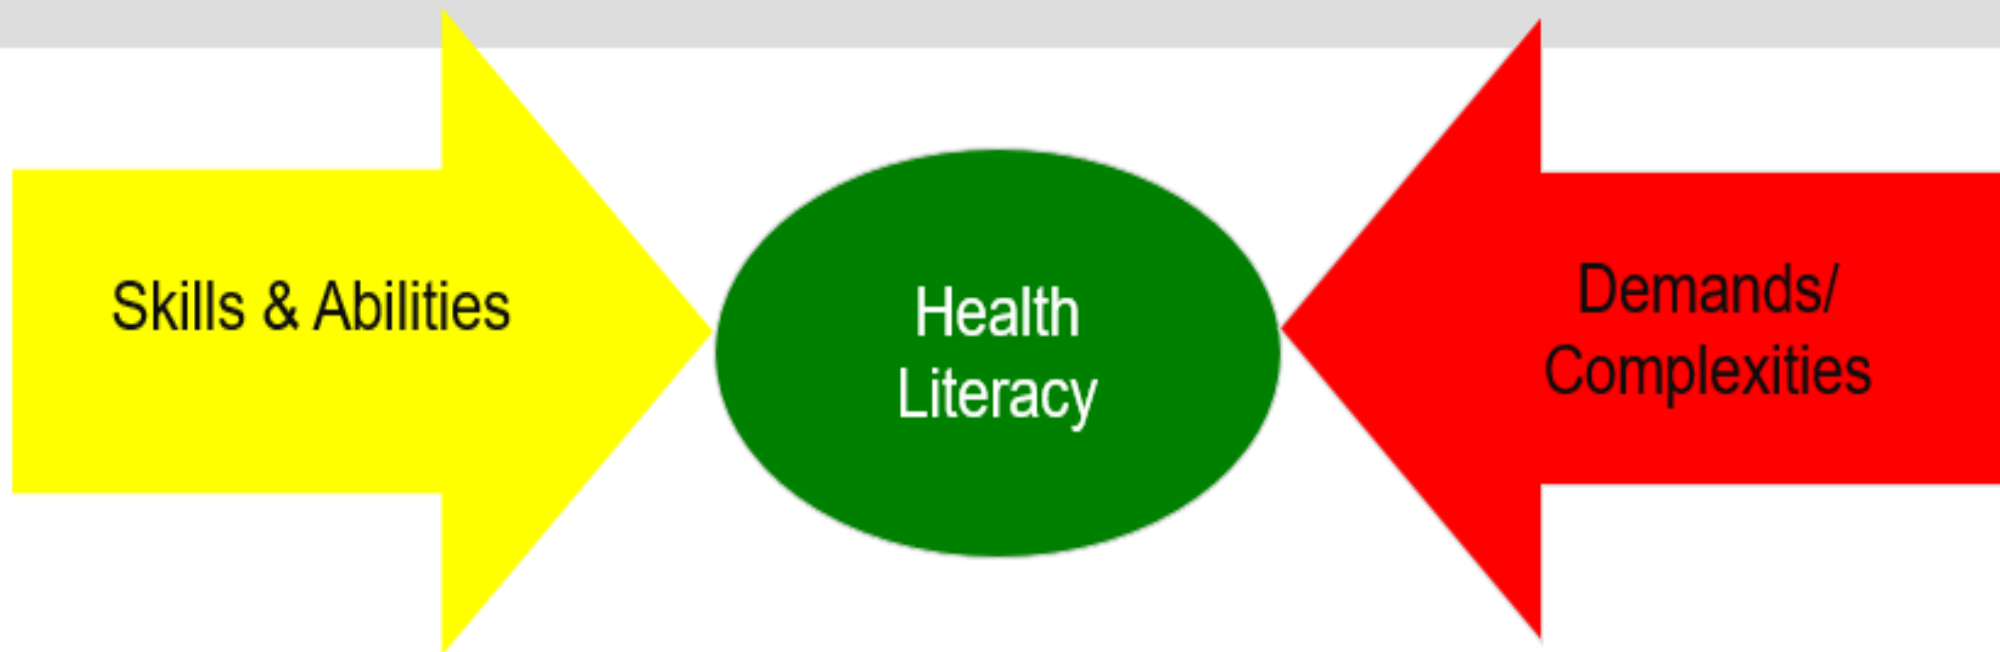 Skills & Abilities
Health
Literacy
Demands/
Complexities